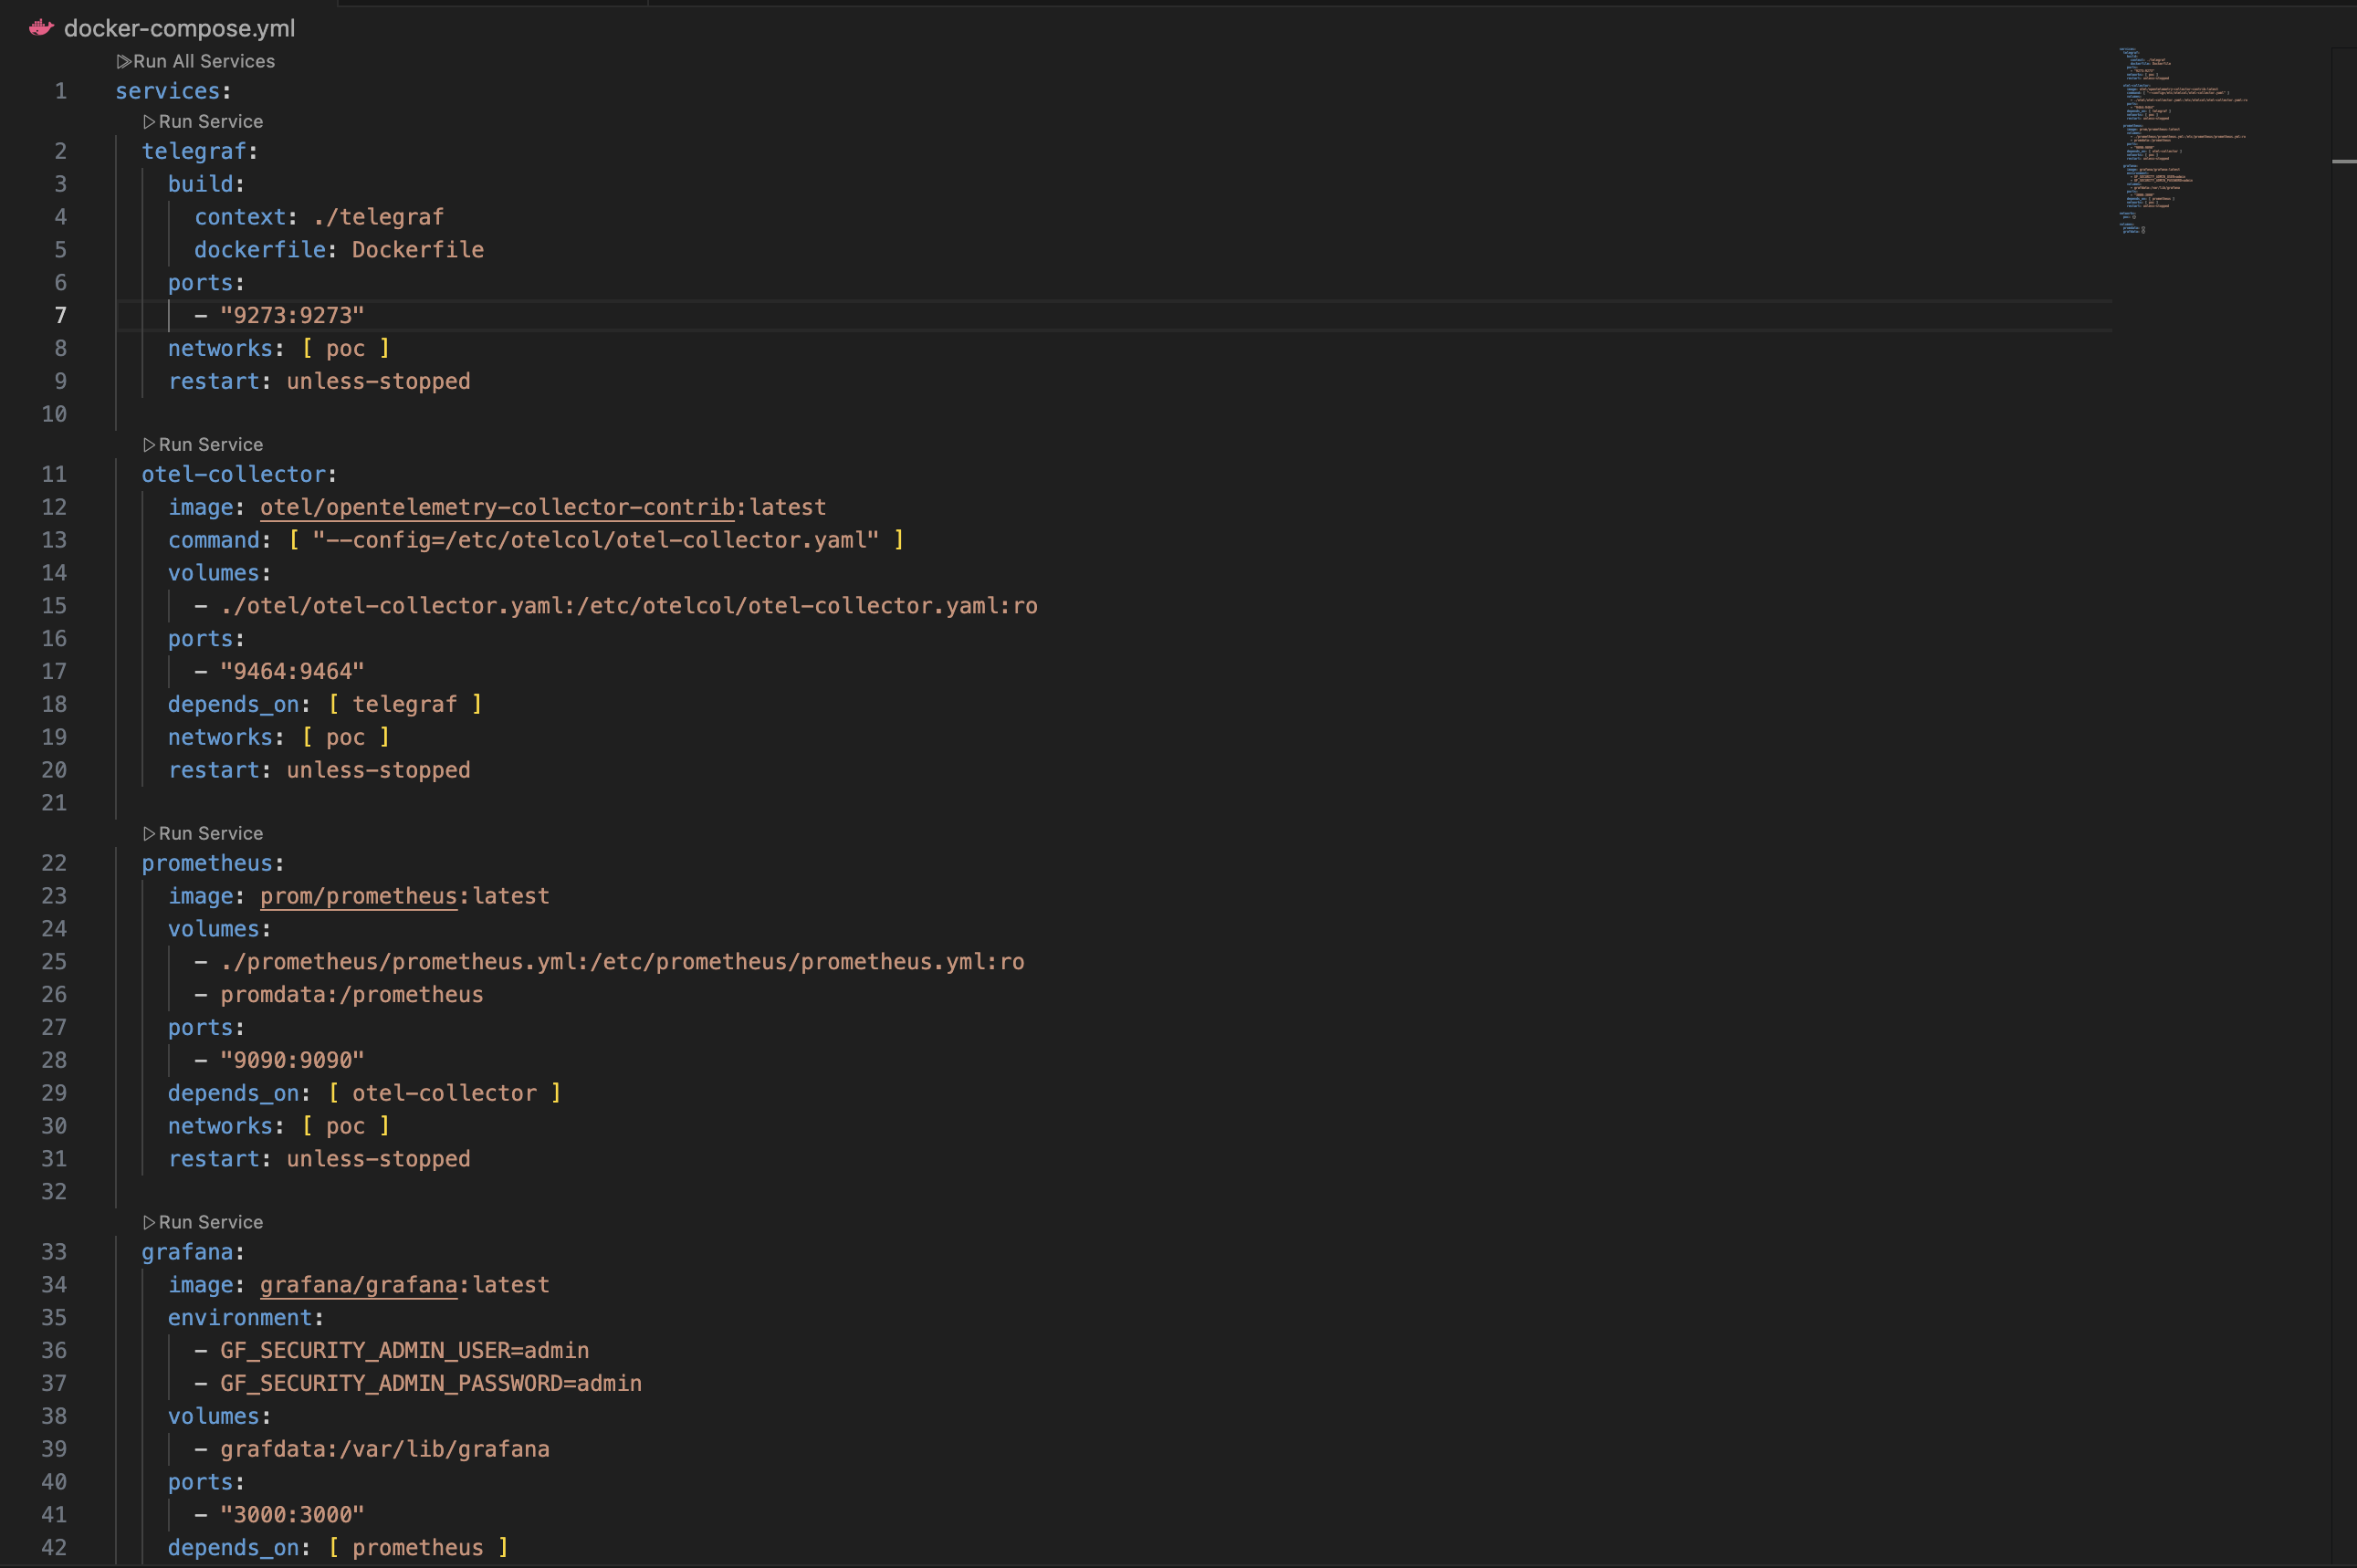 docker-compose.yml
Run All Services
1 services:
Run Service
2   telegraf:
3     build:
4       context: ./telegraf
5       dockerfile: Dockerfile
6     ports:
7       - "9273:9273"
8     networks: [ poc ]
9     restart: unless-stopped
10
Run Service
11   otel-collector:
12     image: otel/opentelemetry-collector-contrib:latest
13     command: [ "--config=/etc/otelcol/otel-collector.yaml" ]
14     volumes:
15       - ./otel/otel-collector.yaml:/etc/otelcol/otel-collector.yaml:ro
16     ports:
17       - "9464:9464"
18     depends_on: [ telegraf ]
19     networks: [ poc ]
20     restart: unless-stopped
21
Run Service
22   prometheus:
23     image: prom/prometheus:latest
24     volumes:
25       - ./prometheus/prometheus.yml:/etc/prometheus/prometheus.yml:ro
26       - promdata:/prometheus
27     ports:
28       - "9090:9090"
29     depends_on: [ otel-collector ]
30     networks: [ poc ]
31     restart: unless-stopped
32
Run Service
33   grafana:
34     image: grafana/grafana:latest
35     environment:
36       - GF_SECURITY_ADMIN_USER=admin
37       - GF_SECURITY_ADMIN_PASSWORD=admin
38     volumes:
39       - grafdata:/var/lib/grafana
40     ports:
41       - "3000:3000"
42     depends_on: [ prometheus ]